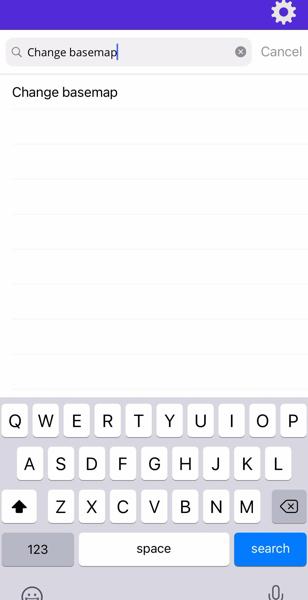 Change basemap
Cancel
Change basemap
Q W E R T Y U I O P
A S D F G H J K L
Z X C V B N M
123
space
search